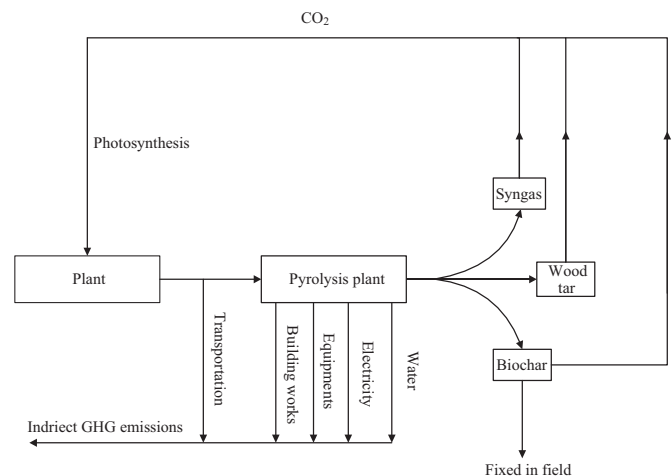 CO₂
Photosynthesis
Syngas
Plant
Pyrolysis plant
Wood
tar
Transportation
Building works
Equipments
Electricity
Water
Biochar
Indriect GHG emissions
Fixed in field